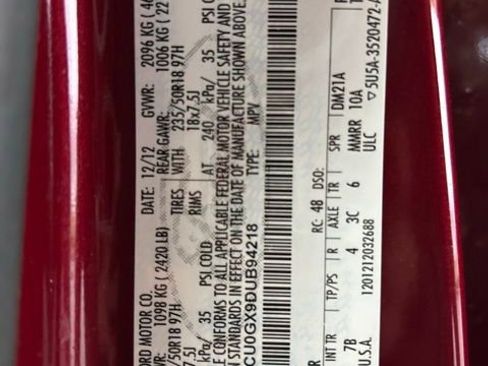 ORD MOTOR CO. DATE: 12/12 GVWR: 2096 KG ( 46
WR: 1098 KG ( 2420 LB) REAR GAWR: 1006 KG ( 22
/50R18 97H TIRES WITH 235/50R18 97H
7.5J RIMS 18x7.5J
kPa/ 35 PSI COLD AT 240 kPa/ 35 PSI CO
LE CONFORMS TO ALL APPLICABLE FEDERAL MOTOR VEHICLE SAFETY AND
N STANDARDS IN EFFECT ON THE DATE OF MANUFACTURE SHOWN ABOVE.
CU0GX9DUB94218 TYPE: MPV
RC: 48 DSO:
R
INT TR TP/PS R AXLE TR SPR DM21A
7B 4 3C 6 MMRR 10A
U.S.A. 1201212032688 ULC ▽5U5A-3520472-A